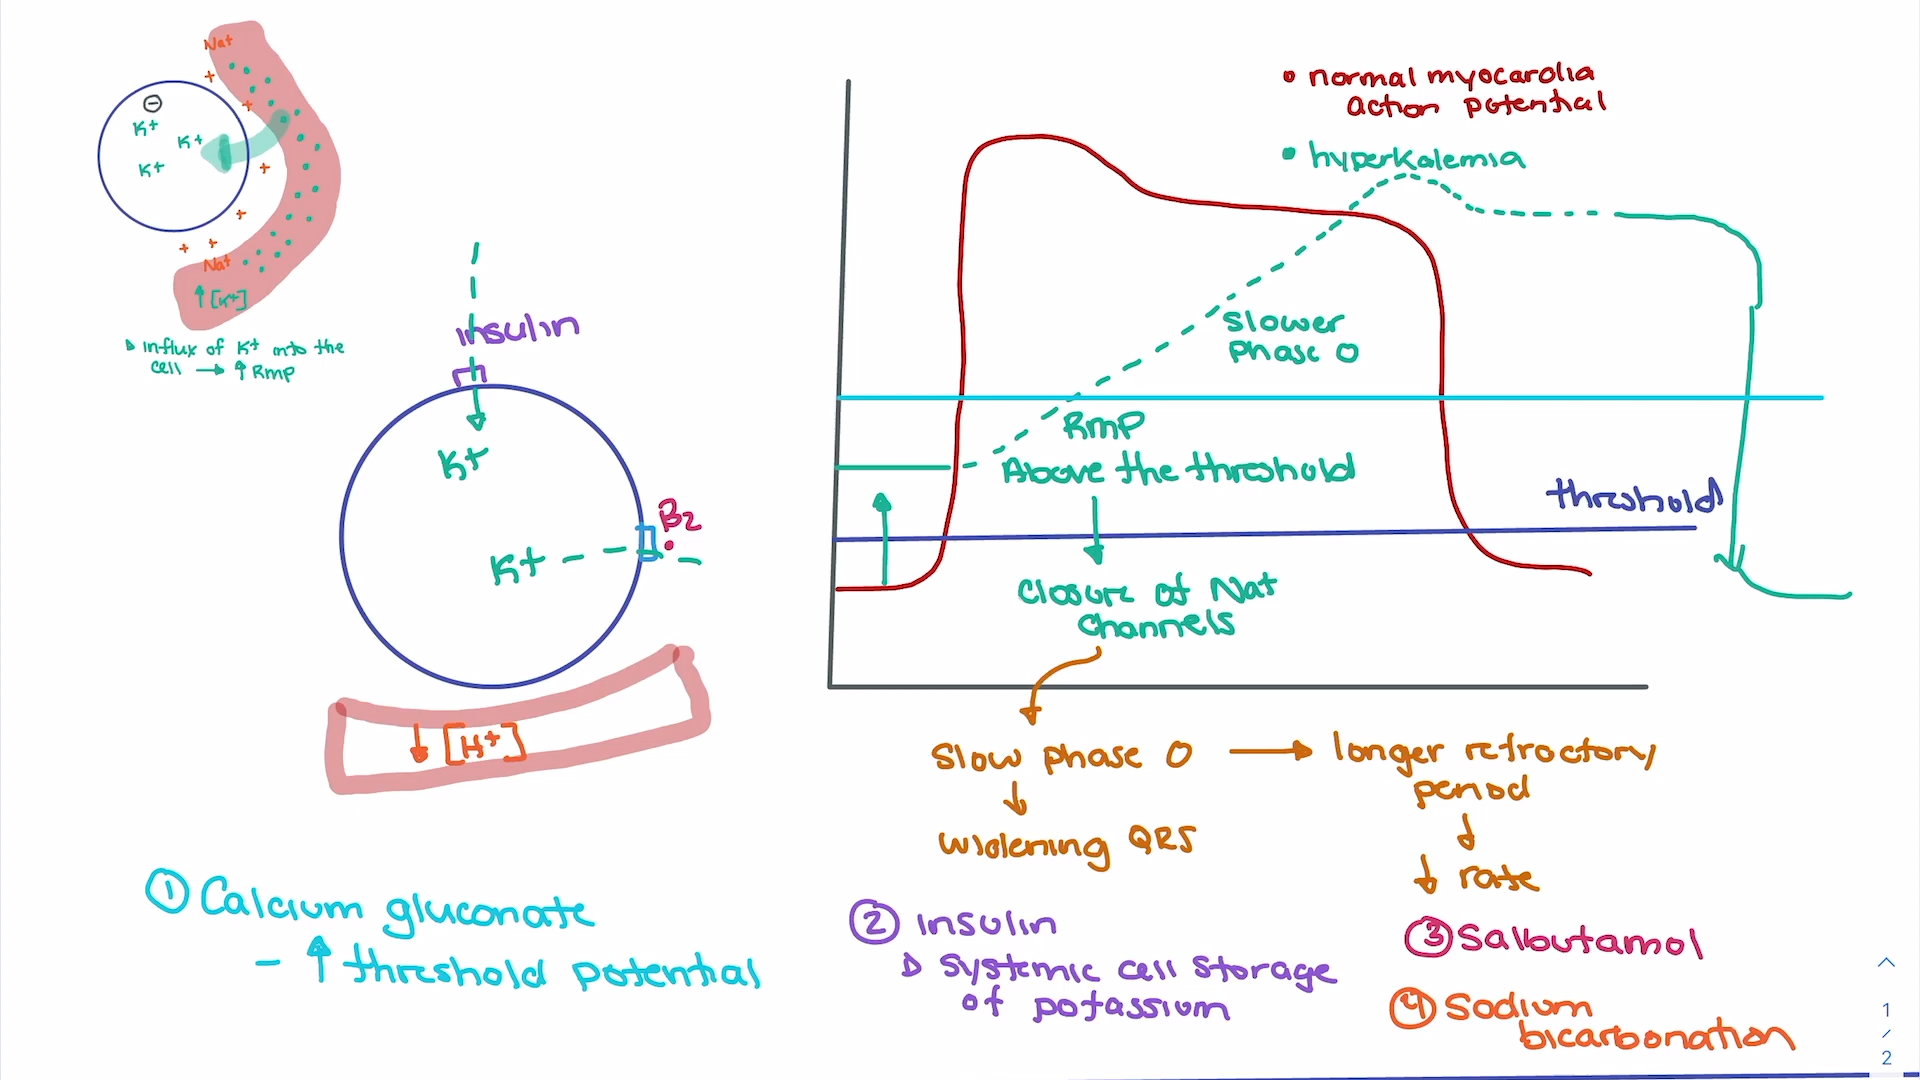 Na+
+
+
⊖
K+
K+
K+
+
+
+
+
Na+
↑[K+]
▷ influx of K+ into the
cell → ↑ RMP
insulin
K+
B2
K+
↓ [H+]
• normal myocardia
action potential
• hyperkalemia
slower
phase 0
RMP
Above the threshold
threshold
closure of Na+
channels
slow phase 0 → longer refractory
period
widening QRS
↓ rate
① Calcium gluconate
- ↑ threshold potential
② insulin
▷ systemic cell storage
of potassium
③ Salbutamol
④ Sodium
bicarbonation
1
/
2